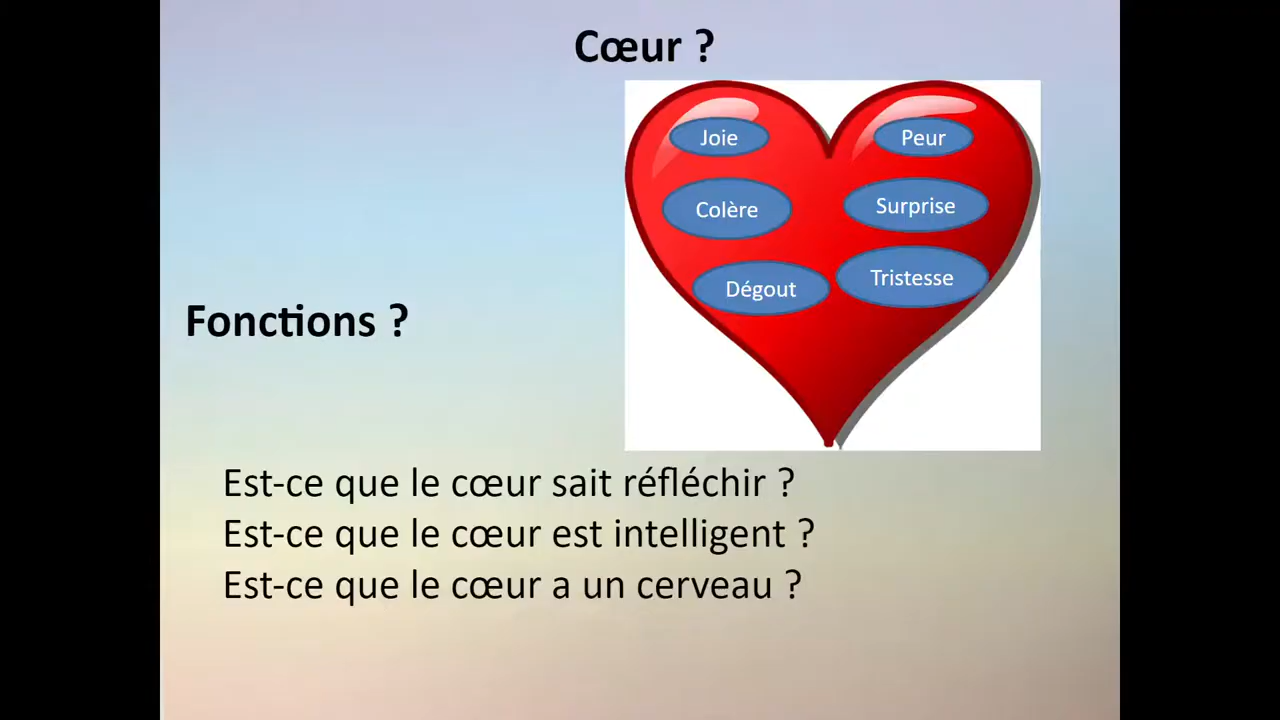 Cœur ?
Joie
Peur
Colère
Surprise
Dégout
Tristesse
Fonctions ?
Est-ce que le cœur sait réfléchir ?
Est-ce que le cœur est intelligent ?
Est-ce que le cœur a un cerveau ?